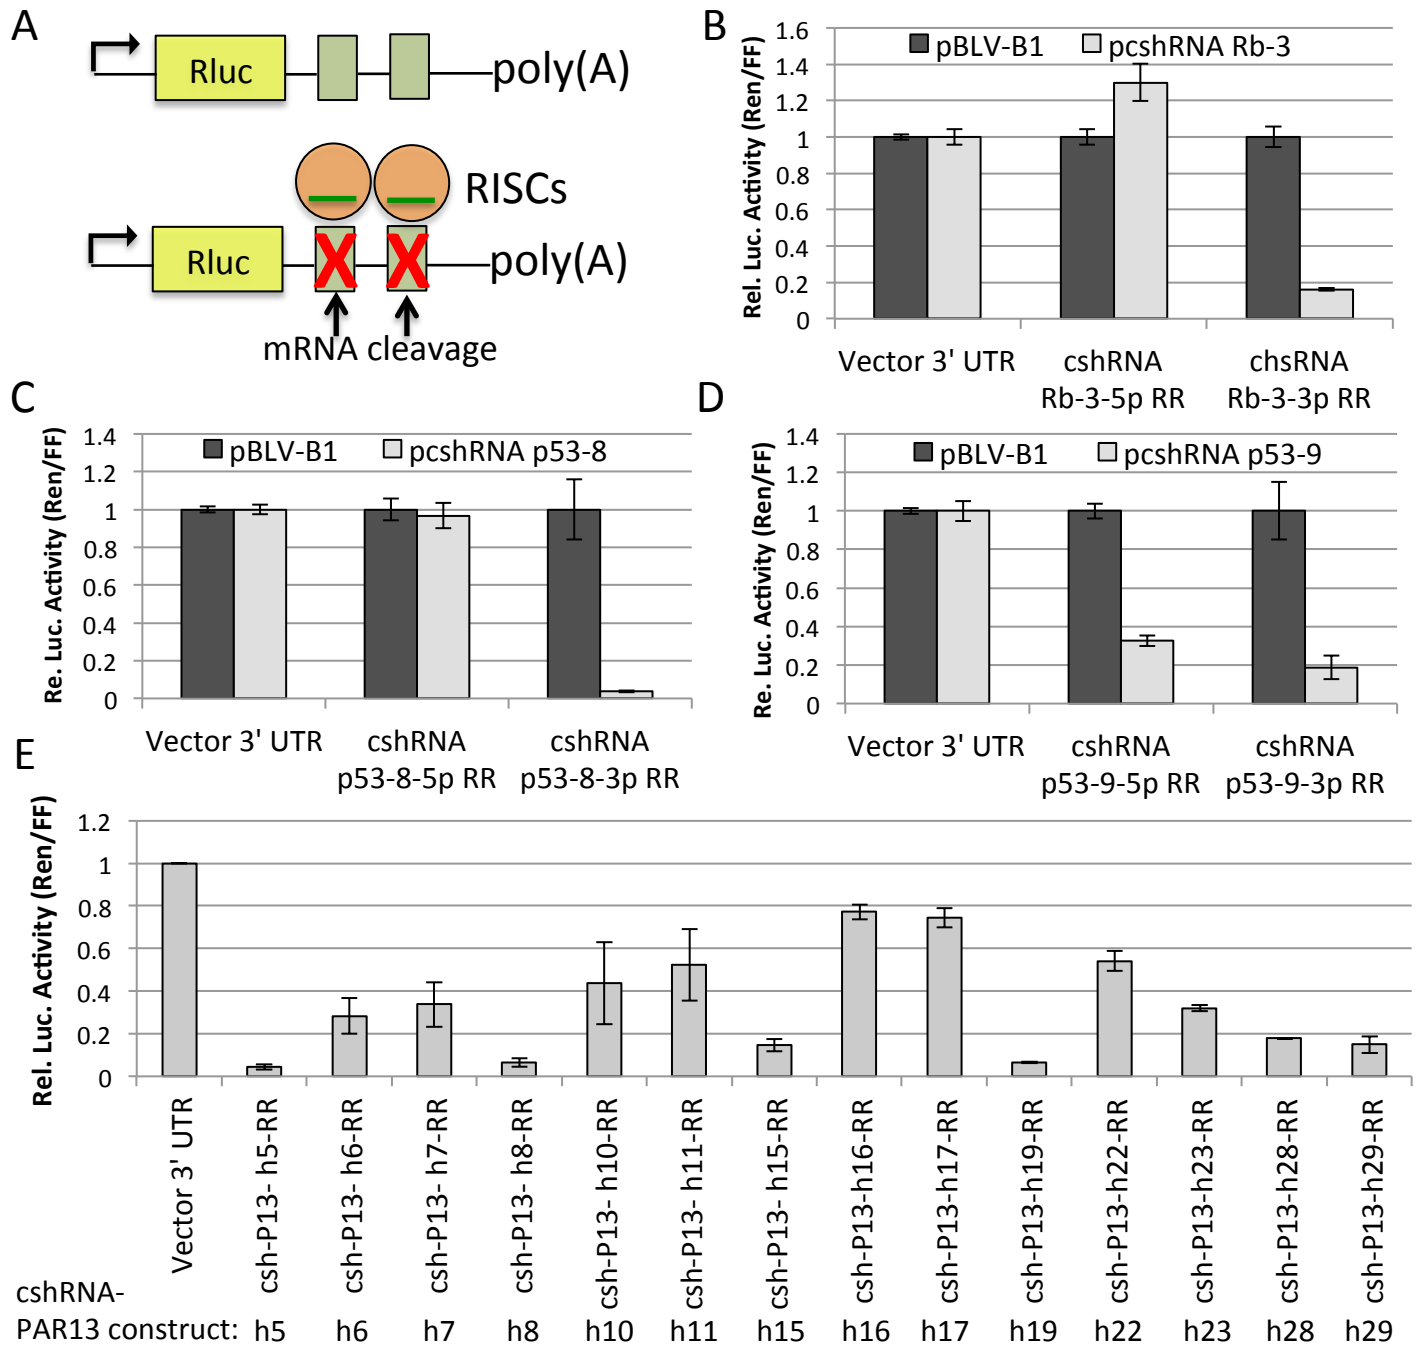 A
Rluc
poly(A)
RISCs
Rluc
X
X
poly(A)
mRNA cleavage
B
Rel. Luc. Activity (Ren/FF)
1.6
1.4
1.2
1
0.8
0.6
0.4
0.2
0
pBLV-B1
pcshRNA Rb-3
Vector 3' UTR
cshRNA
Rb-3-5p RR
chsRNA
Rb-3-3p RR
C
Re. Luc. Activity (Ren/FF)
1.4
1.2
1
0.8
0.6
0.4
0.2
0
pBLV-B1
pcshRNA p53-8
Vector 3' UTR
cshRNA
p53-8-5p RR
cshRNA
p53-8-3p RR
D
Re. Luc. Activity (Ren/FF)
1.4
1.2
1
0.8
0.6
0.4
0.2
0
pBLV-B1
pcshRNA p53-9
Vector 3' UTR
cshRNA
p53-9-5p RR
cshRNA
p53-9-3p RR
E
Rel. Luc. Activity (Ren/FF)
1.2
1
0.8
0.6
0.4
0.2
0
Vector 3' UTR
csh-P13- h5-RR
csh-P13- h6-RR
csh-P13- h7-RR
csh-P13- h8-RR
csh-P13- h10-RR
csh-P13- h11-RR
csh-P13- h15-RR
csh-P13-h16-RR
csh-P13-h17-RR
csh-P13-h19-RR
csh-P13-h22-RR
csh-P13-h23-RR
csh-P13-h28-RR
csh-P13-h29-RR
cshRNA-
PAR13 construct: h5 h6 h7 h8 h10 h11 h15 h16 h17 h19 h22 h23 h28 h29